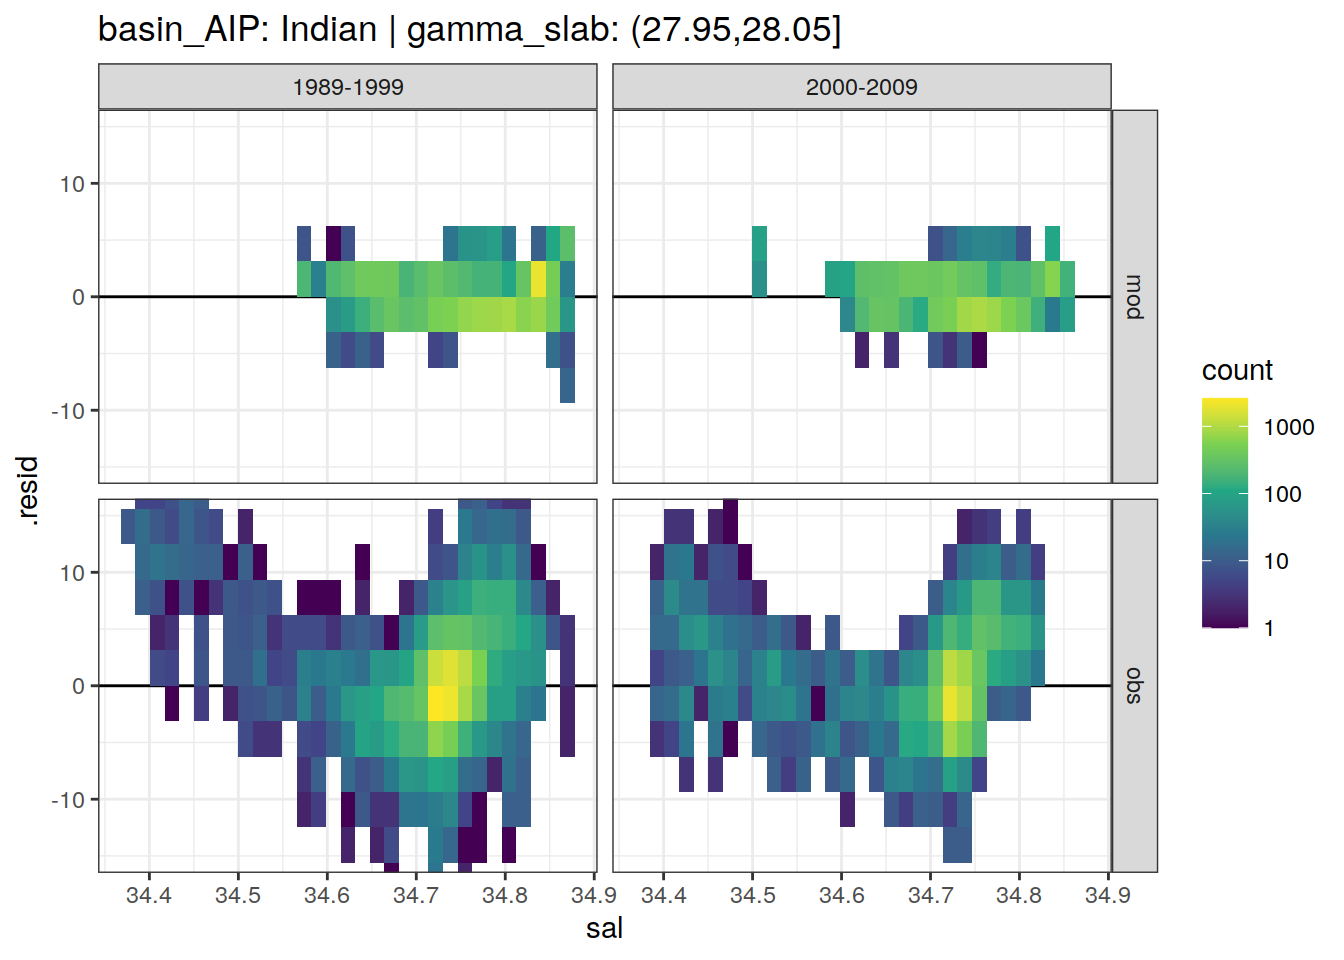 basin_AIP: Indian | gamma_slab: (27.95,28.05]
1989-1999 2000-2009
10
0
-10
mod
10
0
-10
obs
.resid
34.4 34.5 34.6 34.7 34.8 34.9 34.4 34.5 34.6 34.7 34.8 34.9
sal
count
1000
100
10
1